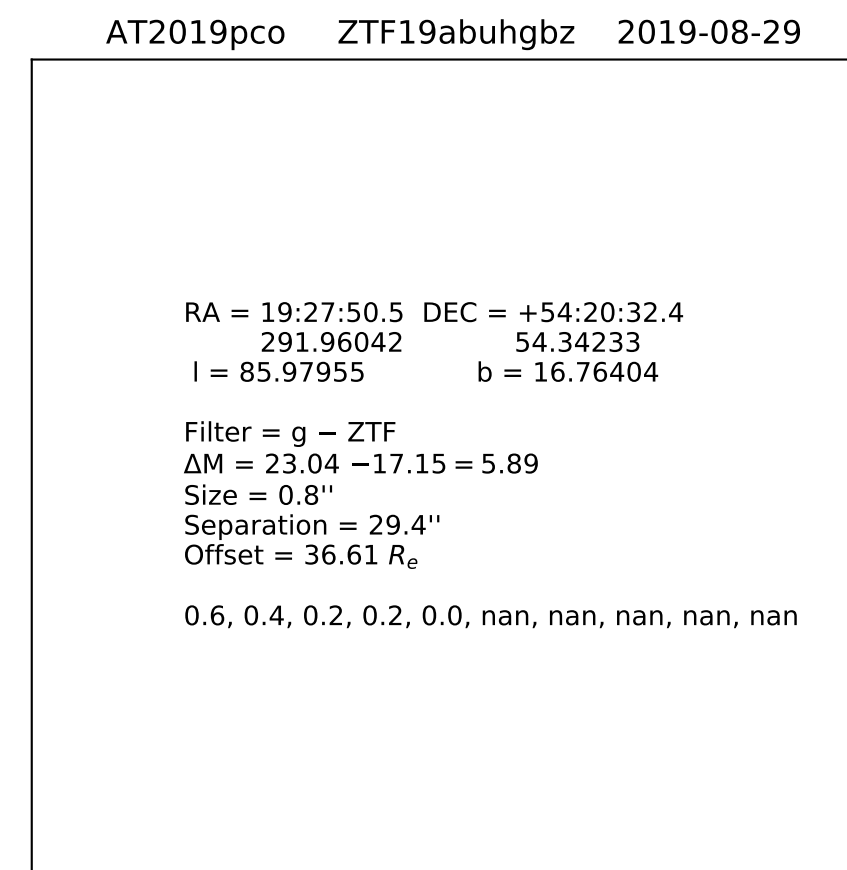 AT2019pco ZTF19abuhgbz 2019-08-29
RA = 19:27:50.5 DEC = +54:20:32.4
291.96042 54.34233
l = 85.97955 b = 16.76404
Filter = g − ZTF
ΔM = 23.04 −17.15 = 5.89
Size = 0.8''
Separation = 29.4''
Offset = 36.61 Rₑ
0.6, 0.4, 0.2, 0.2, 0.0, nan, nan, nan, nan, nan